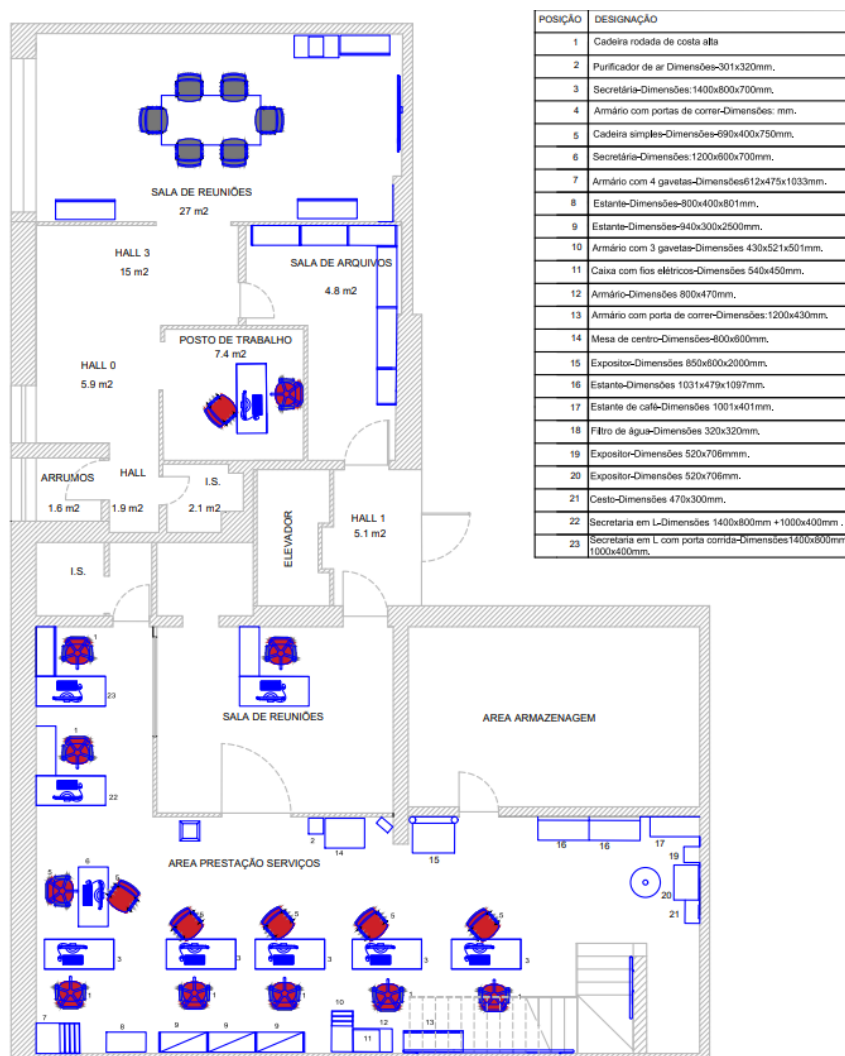 POSIÇÃO DESIGNAÇÃO
1 Cadeira rodada de costa alta
2 Purificador de ar Dimensões-301x320mm.
3 Secretária-Dimensões:1400x800x700mm.
4 Armário com portas de correr-Dimensões: mm.
5 Cadeira simples-Dimensões-690x400x750mm.
6 Secretária-Dimensões:1200x600x700mm.
7 Armário com 4 gavetas-Dimensões612x475x1033mm.
8 Estante-Dimensões-800x400x801mm.
9 Estante-Dimensões-940x300x2500mm.
10 Armário com 3 gavetas-Dimensões 430x521x501mm.
11 Caixa com fios elétricos-Dimensões 540x450mm.
12 Armário-Dimensões 800x470mm.
13 Armário com porta de correr-Dimensões:1200x430mm.
14 Mesa de centro-Dimensões-800x600mm.
15 Expositor-Dimensões 850x600x2000mm.
16 Estante-Dimensões 1031x479x1097mm.
17 Estante de café-Dimensões 1001x401mm.
18 Filtro de água-Dimensões 320x320mm.
19 Expositor-Dimensões 520x706mmm.
20 Expositor-Dimensões 520x706mm.
21 Cesto-Dimensões 470x300mm.
22 Secretaria em L-Dimensões 1400x800mm +1000x400mm .
23 Secretaria em L com porta corrida-Dimensões1400x800mm
1000x400mm.
SALA DE REUNIÕES
27 m2
HALL 3
15 m2
SALA DE ARQUIVOS
4.8 m2
POSTO DE TRABALHO
7.4 m2
HALL 0
5.9 m2
ARRUMOS
1.6 m2
HALL
1.9 m2
I.S.
2.1 m2
ELEVADOR
HALL 1
5.1 m2
I.S.
1
23
1
22
SALA DE REUNIÕES
AREA ARMAZENAGEM
2
14
15
16
16
17
19
20
21
AREA PRESTAÇÃO SERVIÇOS
5
6
5
5
5
5
5
3
3
3
3
3
1
1
1
1
1
7
8
9
9
9
10
11
12
13